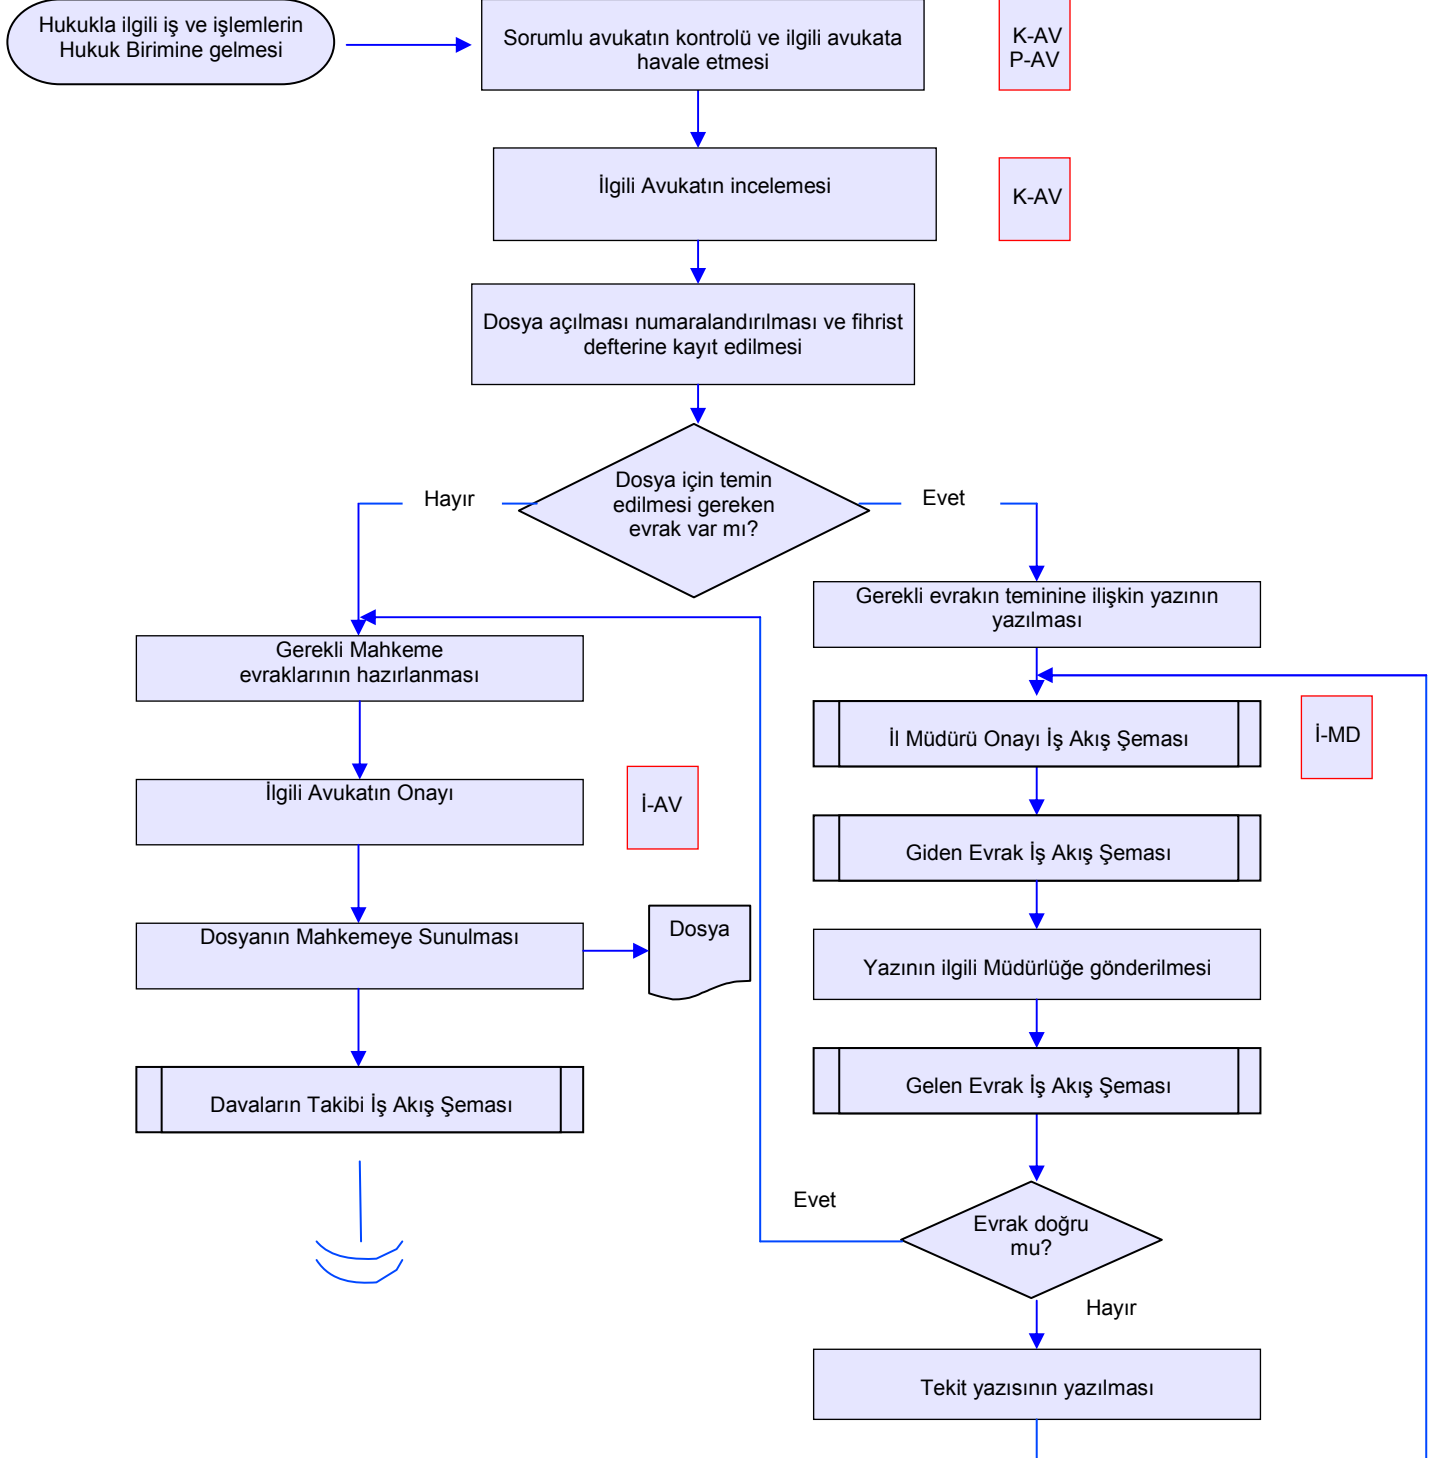 Hukukla ilgili iş ve işlemlerin
Hukuk Birimine gelmesi
Sorumlu avukatın kontrolü ve ilgili avukata
havale etmesi
K-AV
P-AV
İlgili Avukatın incelemesi
K-AV
Dosya açılması numaralandırılması ve fihrist
defterine kayıt edilmesi
Dosya için temin
edilmesi gereken
evrak var mı?
Hayır
Evet
Gerekli evrakın teminine ilişkin yazının
yazılması
Gerekli Mahkeme
evraklarının hazırlanması
İl Müdürü Onayı İş Akış Şeması
İ-MD
İlgili Avukatın Onayı
İ-AV
Giden Evrak İş Akış Şeması
Dosyanın Mahkemeye Sunulması
Dosya
Yazının ilgili Müdürlüğe gönderilmesi
Davaların Takibi İş Akış Şeması
Gelen Evrak İş Akış Şeması
Evet
Evrak doğru
mu?
Hayır
Tekit yazısının yazılması